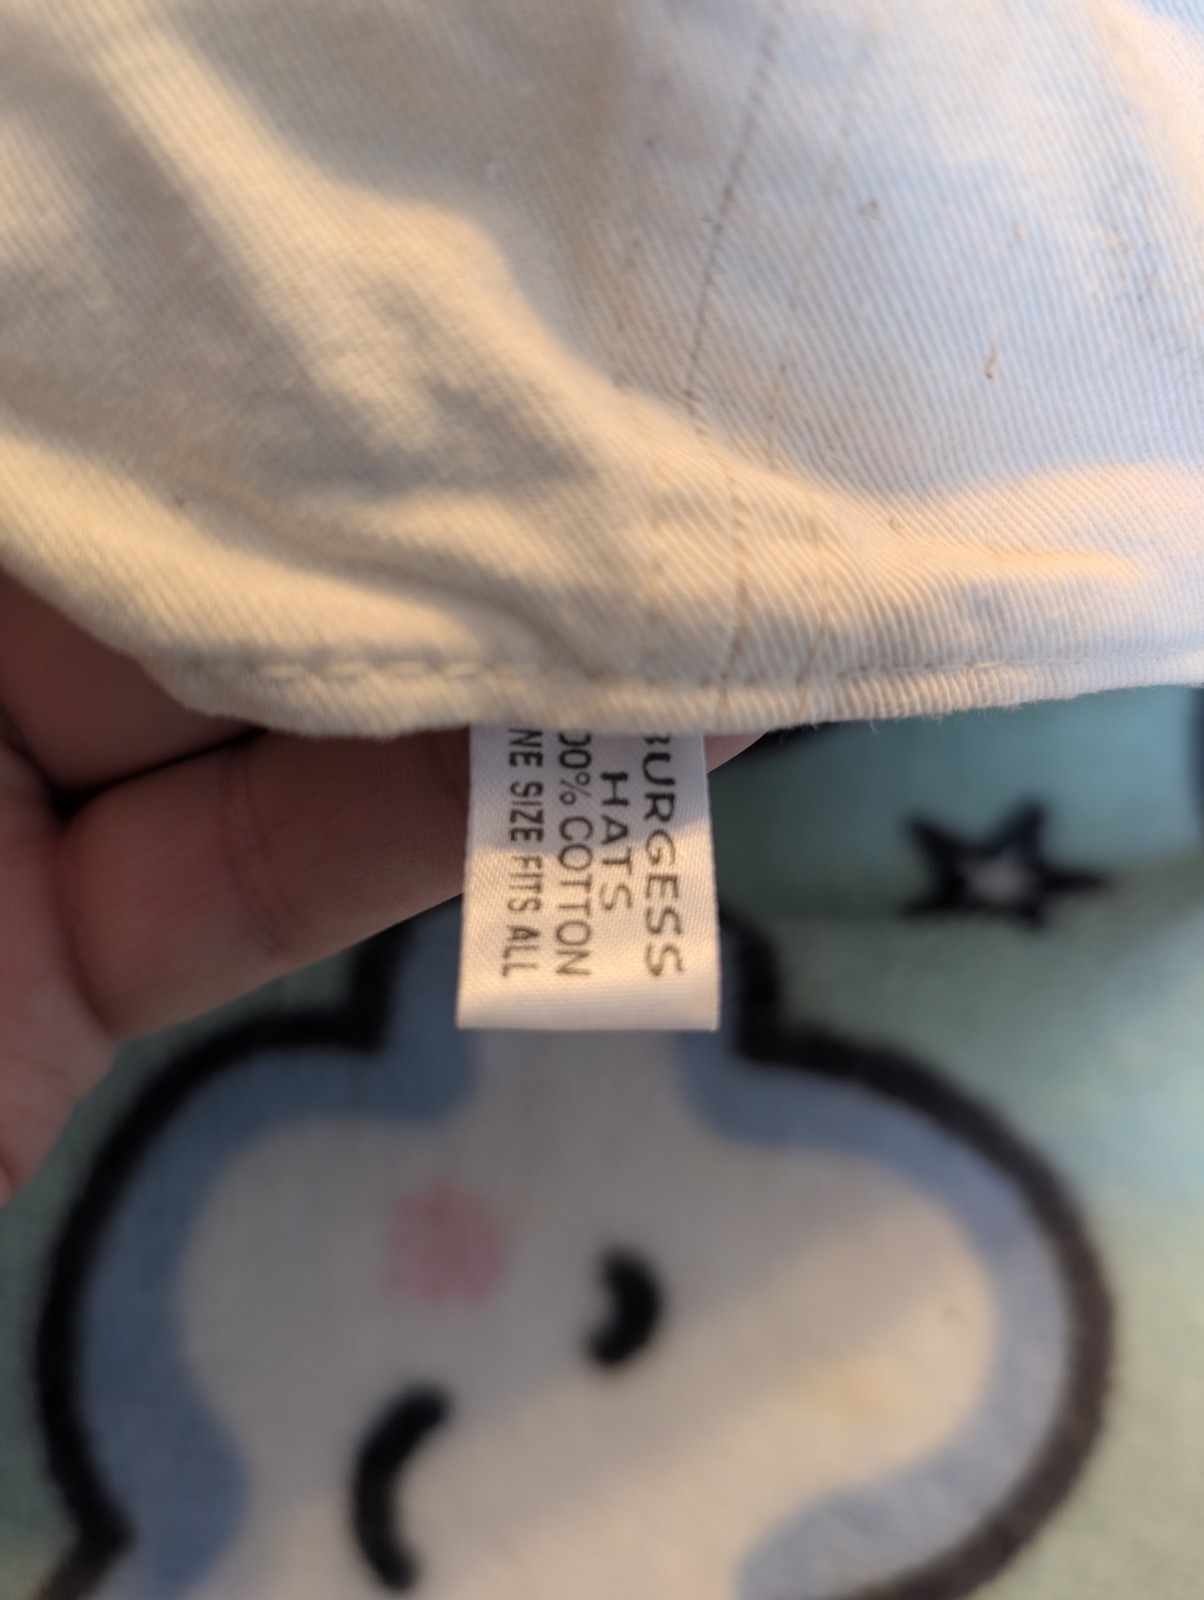 BURGESS
HATS
00% COTTON
NE SIZE FITS ALL